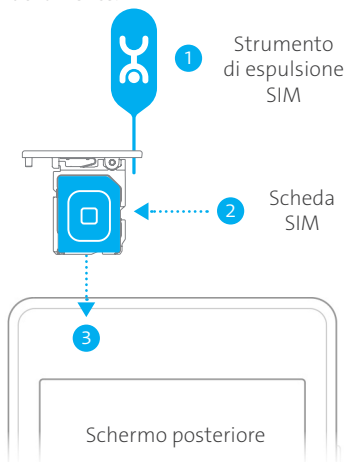 1
Strumento
di espulsione
SIM
2
Scheda
SIM
3
Schermo posteriore